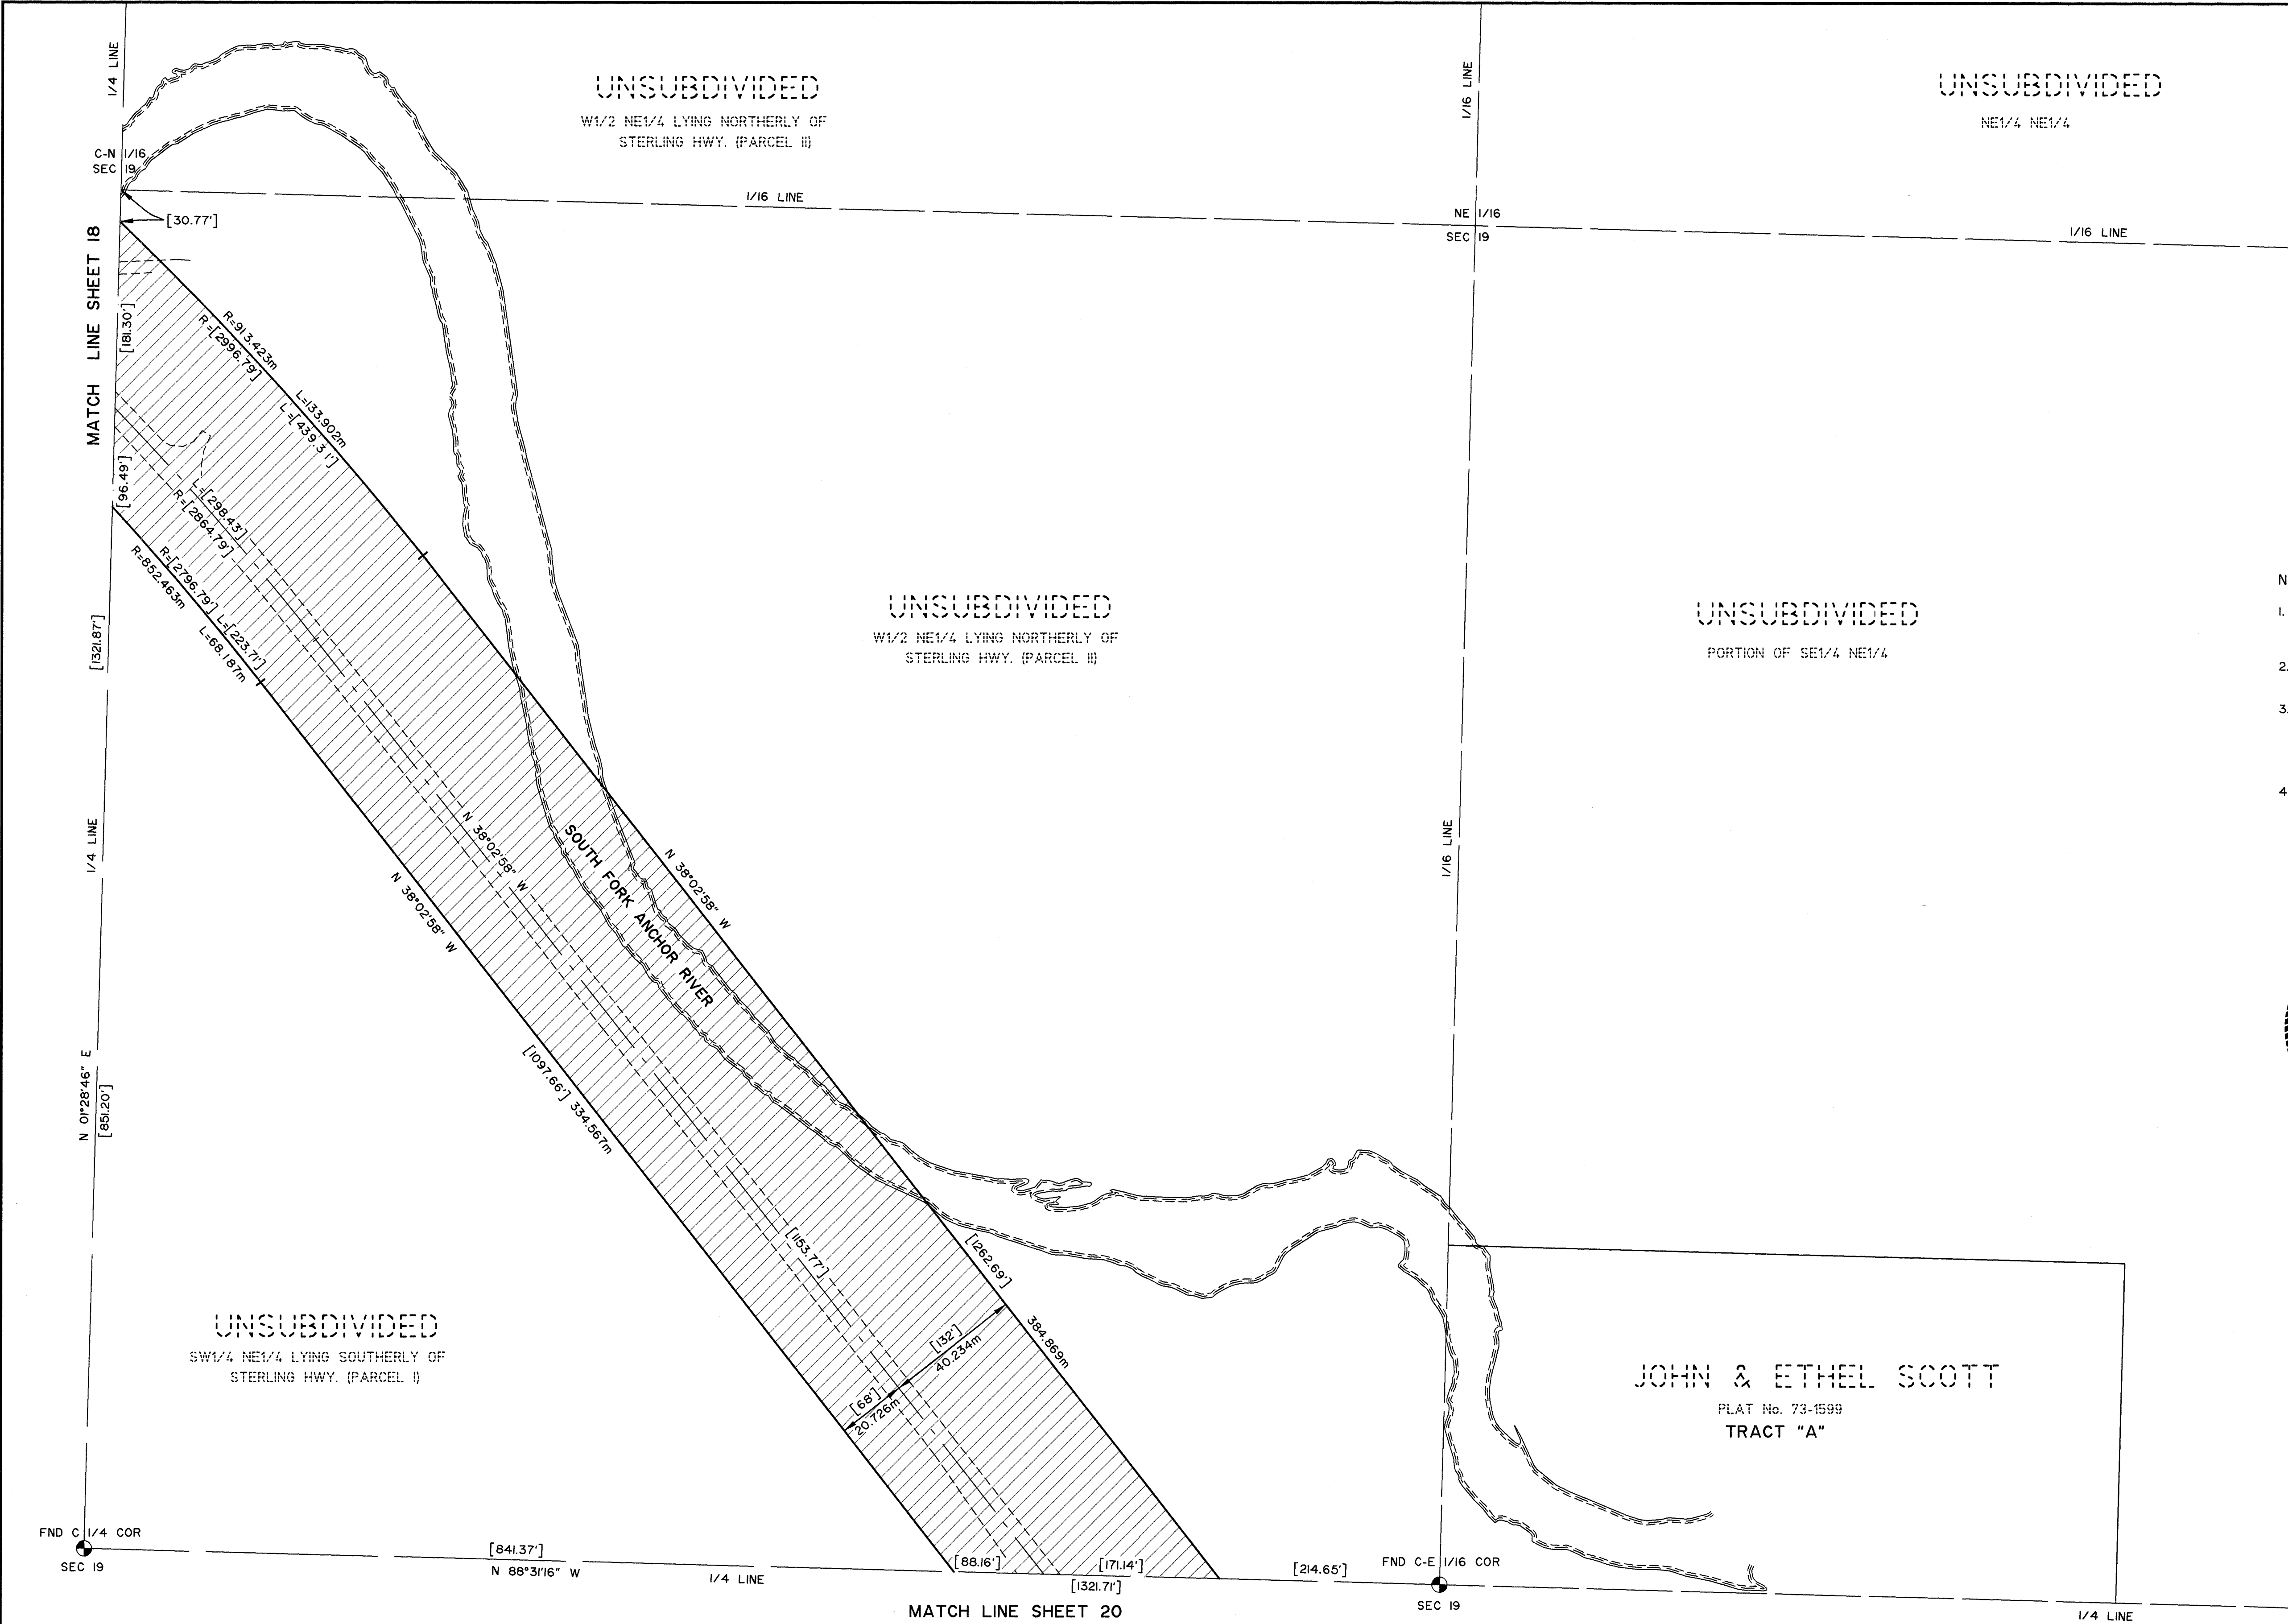 1/4 LINE
UNSUBDIVIDED
W1/2 NE1/4 LYING NORTHERLY OF
STERLING HWY. (PARCEL II)
1/16 LINE
UNSUBDIVIDED
NE1/4 NE1/4
C-N 1/16
SEC 19
[30.77']
1/16 LINE
NE 1/16
SEC 19
1/16 LINE
MATCH LINE SHEET 18
[181.30']
R=913.423m
R=[2996.79']
L=133.902m
L=[439.31']
[96.49']
L=[298.43']
R=[2864.79']
R=[2796.79'] L=[223.71']
R=852.463m
L=68.187m
[1321.87']
UNSUBDIVIDED
W1/2 NE1/4 LYING NORTHERLY OF
STERLING HWY. (PARCEL II)
UNSUBDIVIDED
PORTION OF SE1/4 NE1/4
N
1.
2.
3.
4
1/4 LINE
N 38°02'58" W
N 38°02'58" W
N 38°02'58" W
SOUTH FORK ANCHOR RIVER
1/16 LINE
N 01°28'46" E
[851.20']
[1097.66'] 334.567m
[1153.77']
[1262.69']
384.869m
[132']
40.234m
[68']
20.726m
UNSUBDIVIDED
SW1/4 NE1/4 LYING SOUTHERLY OF
STERLING HWY. (PARCEL I)
JOHN & ETHEL SCOTT
PLAT No. 73-1599
TRACT "A"
FND C 1/4 COR
SEC 19
[841.37']
N 88°31'16" W
1/4 LINE
[88.16']
[171.14']
[1321.71']
[214.65']
FND C-E 1/16 COR
SEC 19
1/4 LINE
MATCH LINE SHEET 20